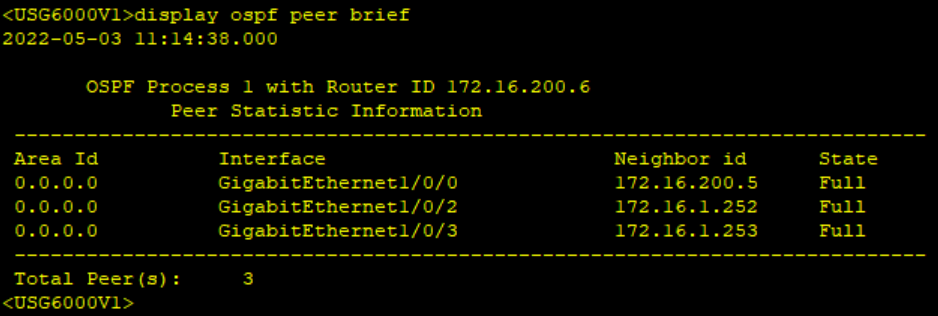 <USG6000V1>display ospf peer brief
2022-05-03 11:14:38.000
OSPF Process 1 with Router ID 172.16.200.6
Peer Statistic Information
----------------------------------------------------------------------------
Area Id Interface Neighbor id State
0.0.0.0 GigabitEthernet1/0/0 172.16.200.5 Full
0.0.0.0 GigabitEthernet1/0/2 172.16.1.252 Full
0.0.0.0 GigabitEthernet1/0/3 172.16.1.253 Full
----------------------------------------------------------------------------
Total Peer(s): 3
<USG6000V1>